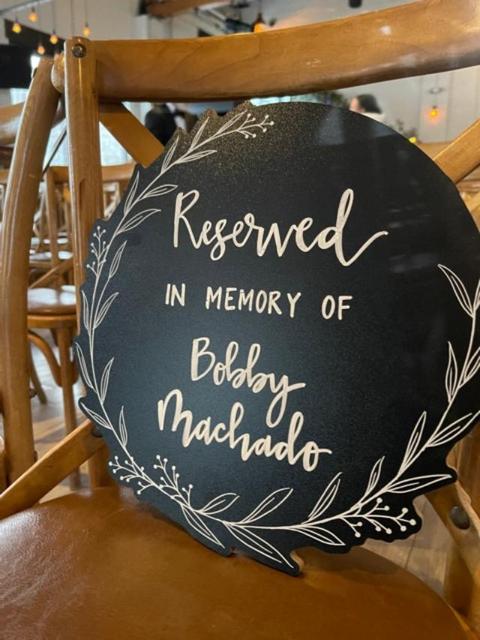 Reserved
IN MEMORY OF
Bobby
Machado